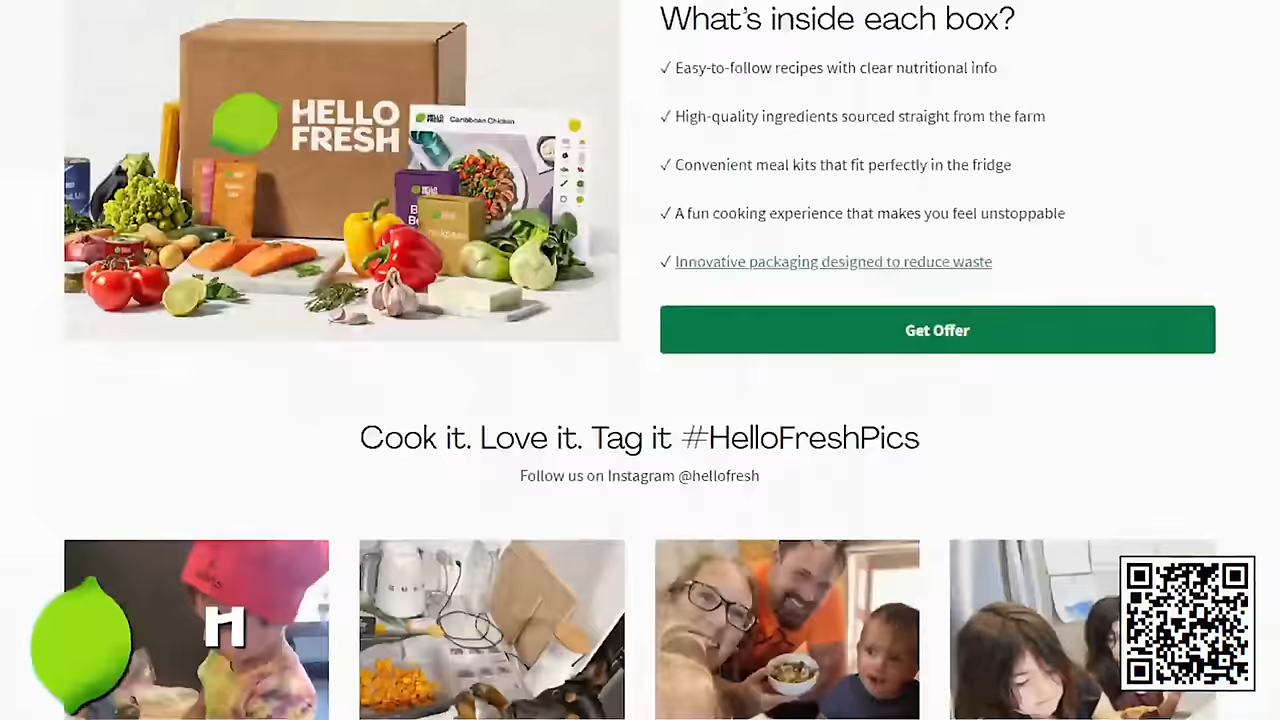 HELLO
FRESH
Caribbean Chicken
What's inside each box?
✓ Easy-to-follow recipes with clear nutritional info
✓ High-quality ingredients sourced straight from the farm
✓ Convenient meal kits that fit perfectly in the fridge
✓ A fun cooking experience that makes you feel unstoppable
✓ Innovative packaging designed to reduce waste
Get Offer
Cook it. Love it. Tag it #HelloFreshPics
Follow us on Instagram @hellofresh
H